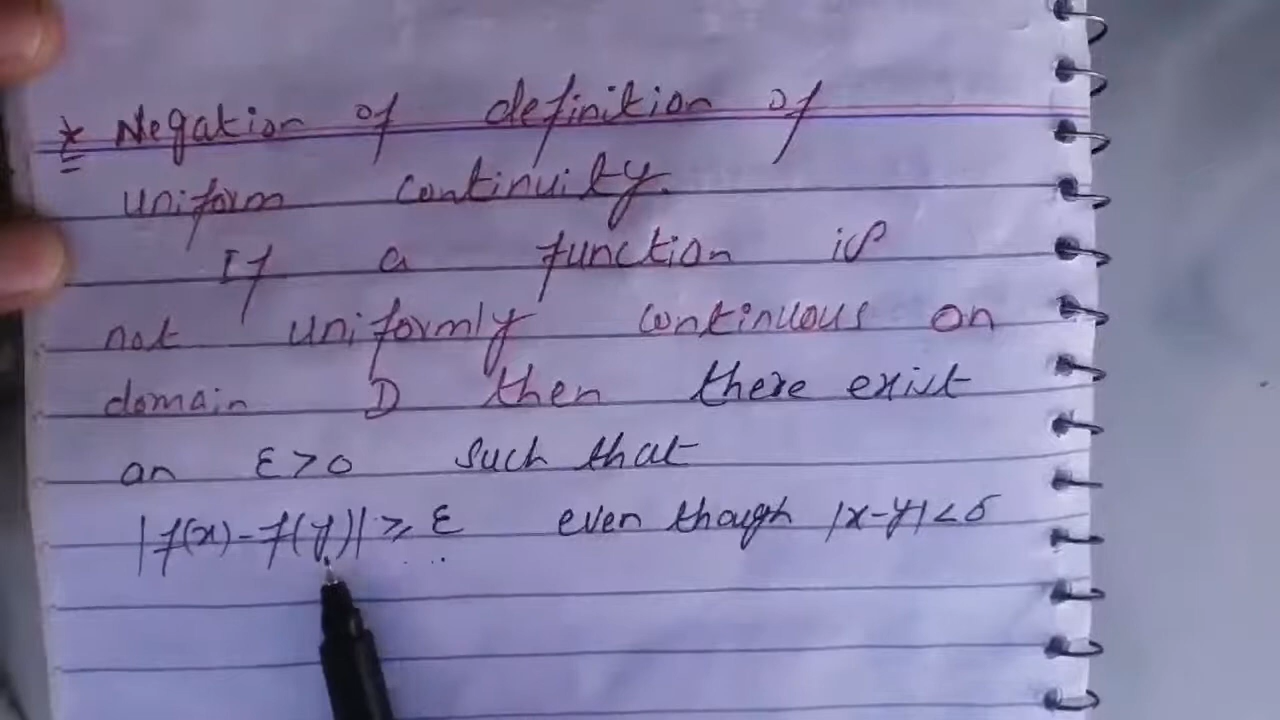 * Negation of definition of
uniform continuity.
If a function is
not uniformly continuous on
domain D then there exist
an ε>0 such that
|f(x)-f(y)| ≥ ε even though |x-y|<δ